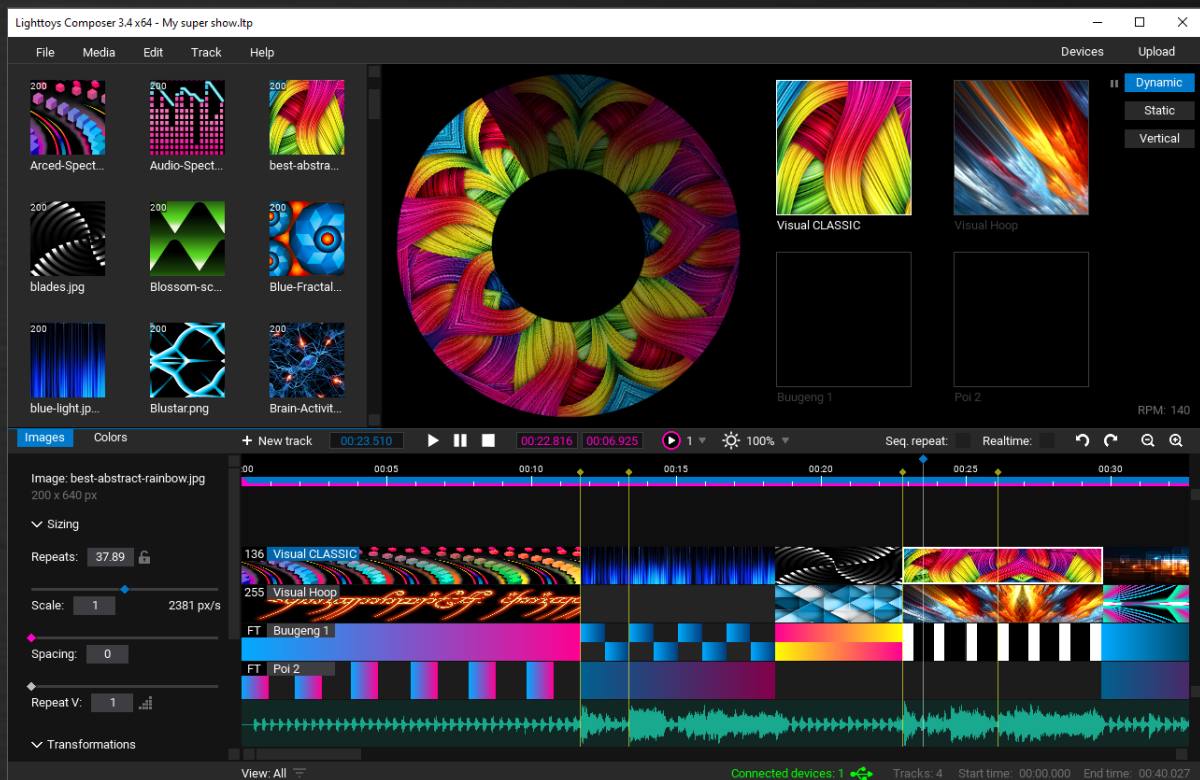 Lighttoys Composer 3.4 x64 - My super show.ltp
File Media Edit Track Help Devices Upload
200 200 200
Arced-Spect... Audio-Spect... best-abstra...
200 200 200
blades.jpg Blossom-sc... Blue-Fractal...
200 200 200
blue-light.jp... Blustar.png Brain-Activit...
Visual CLASSIC Visual Hoop
Buugeng 1 Poi 2
Dynamic
Static
Vertical
RPM: 140
Images Colors
New track 00:23.510 00:22.816 00:06.925 1 100% Seq. repeat: Realtime:
Image: best-abstract-rainbow.jpg
200 x 640 px
Sizing
Repeats: 37.89
Scale: 1 2381 px/s
Spacing: 0
Repeat V: 1
Transformations
:00 00:05 00:10 00:15 00:20 00:25 00:30
136 Visual CLASSIC
255 Visual Hoop
FT Buugeng 1
FT Poi 2
View: All Connected devices: 1 Tracks: 4 Start time: 00:00.000 End time: 00:40.027